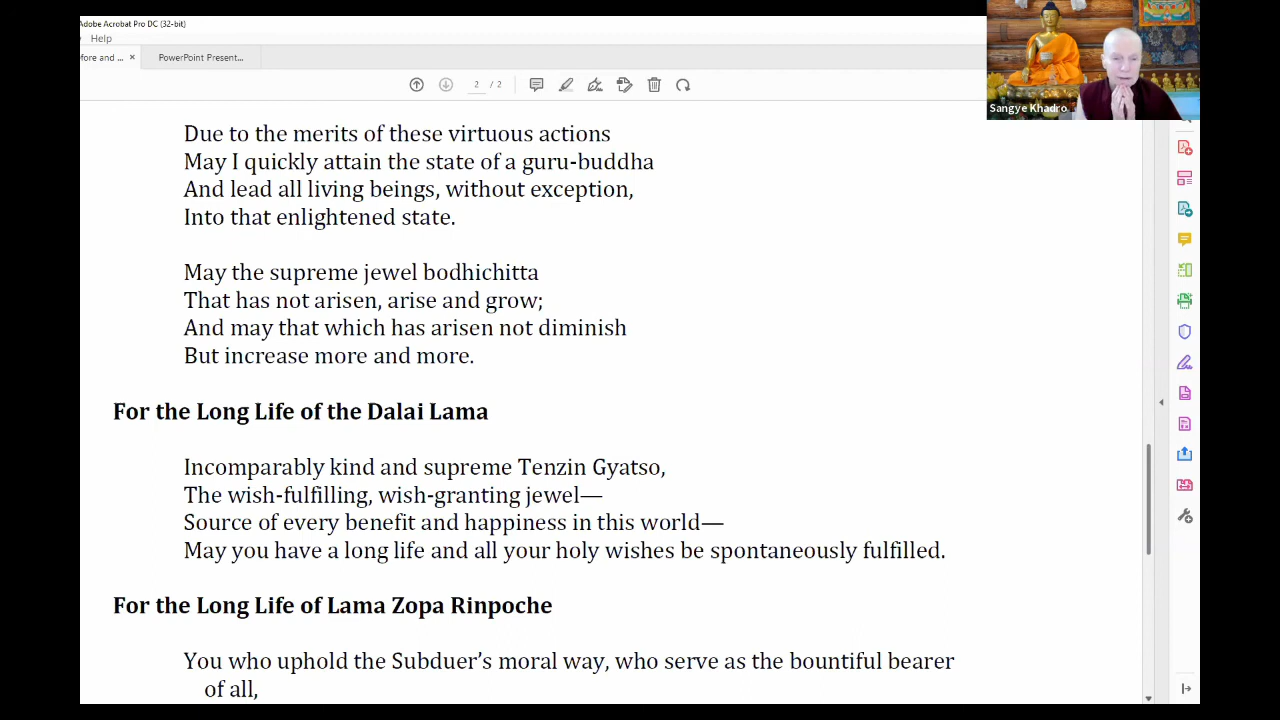 Adobe Acrobat Pro DC (32-bit)
Help
fore and ... ×
PowerPoint Present...
2 / 2
Sangye Khadro
Due to the merits of these virtuous actions
May I quickly attain the state of a guru-buddha
And lead all living beings, without exception,
Into that enlightened state.
May the supreme jewel bodhichitta
That has not arisen, arise and grow;
And may that which has arisen not diminish
But increase more and more.
For the Long Life of the Dalai Lama
Incomparably kind and supreme Tenzin Gyatso,
The wish-fulfilling, wish-granting jewel—
Source of every benefit and happiness in this world—
May you have a long life and all your holy wishes be spontaneously fulfilled.
For the Long Life of Lama Zopa Rinpoche
You who uphold the Subduer’s moral way, who serve as the bountiful bearer
of all,